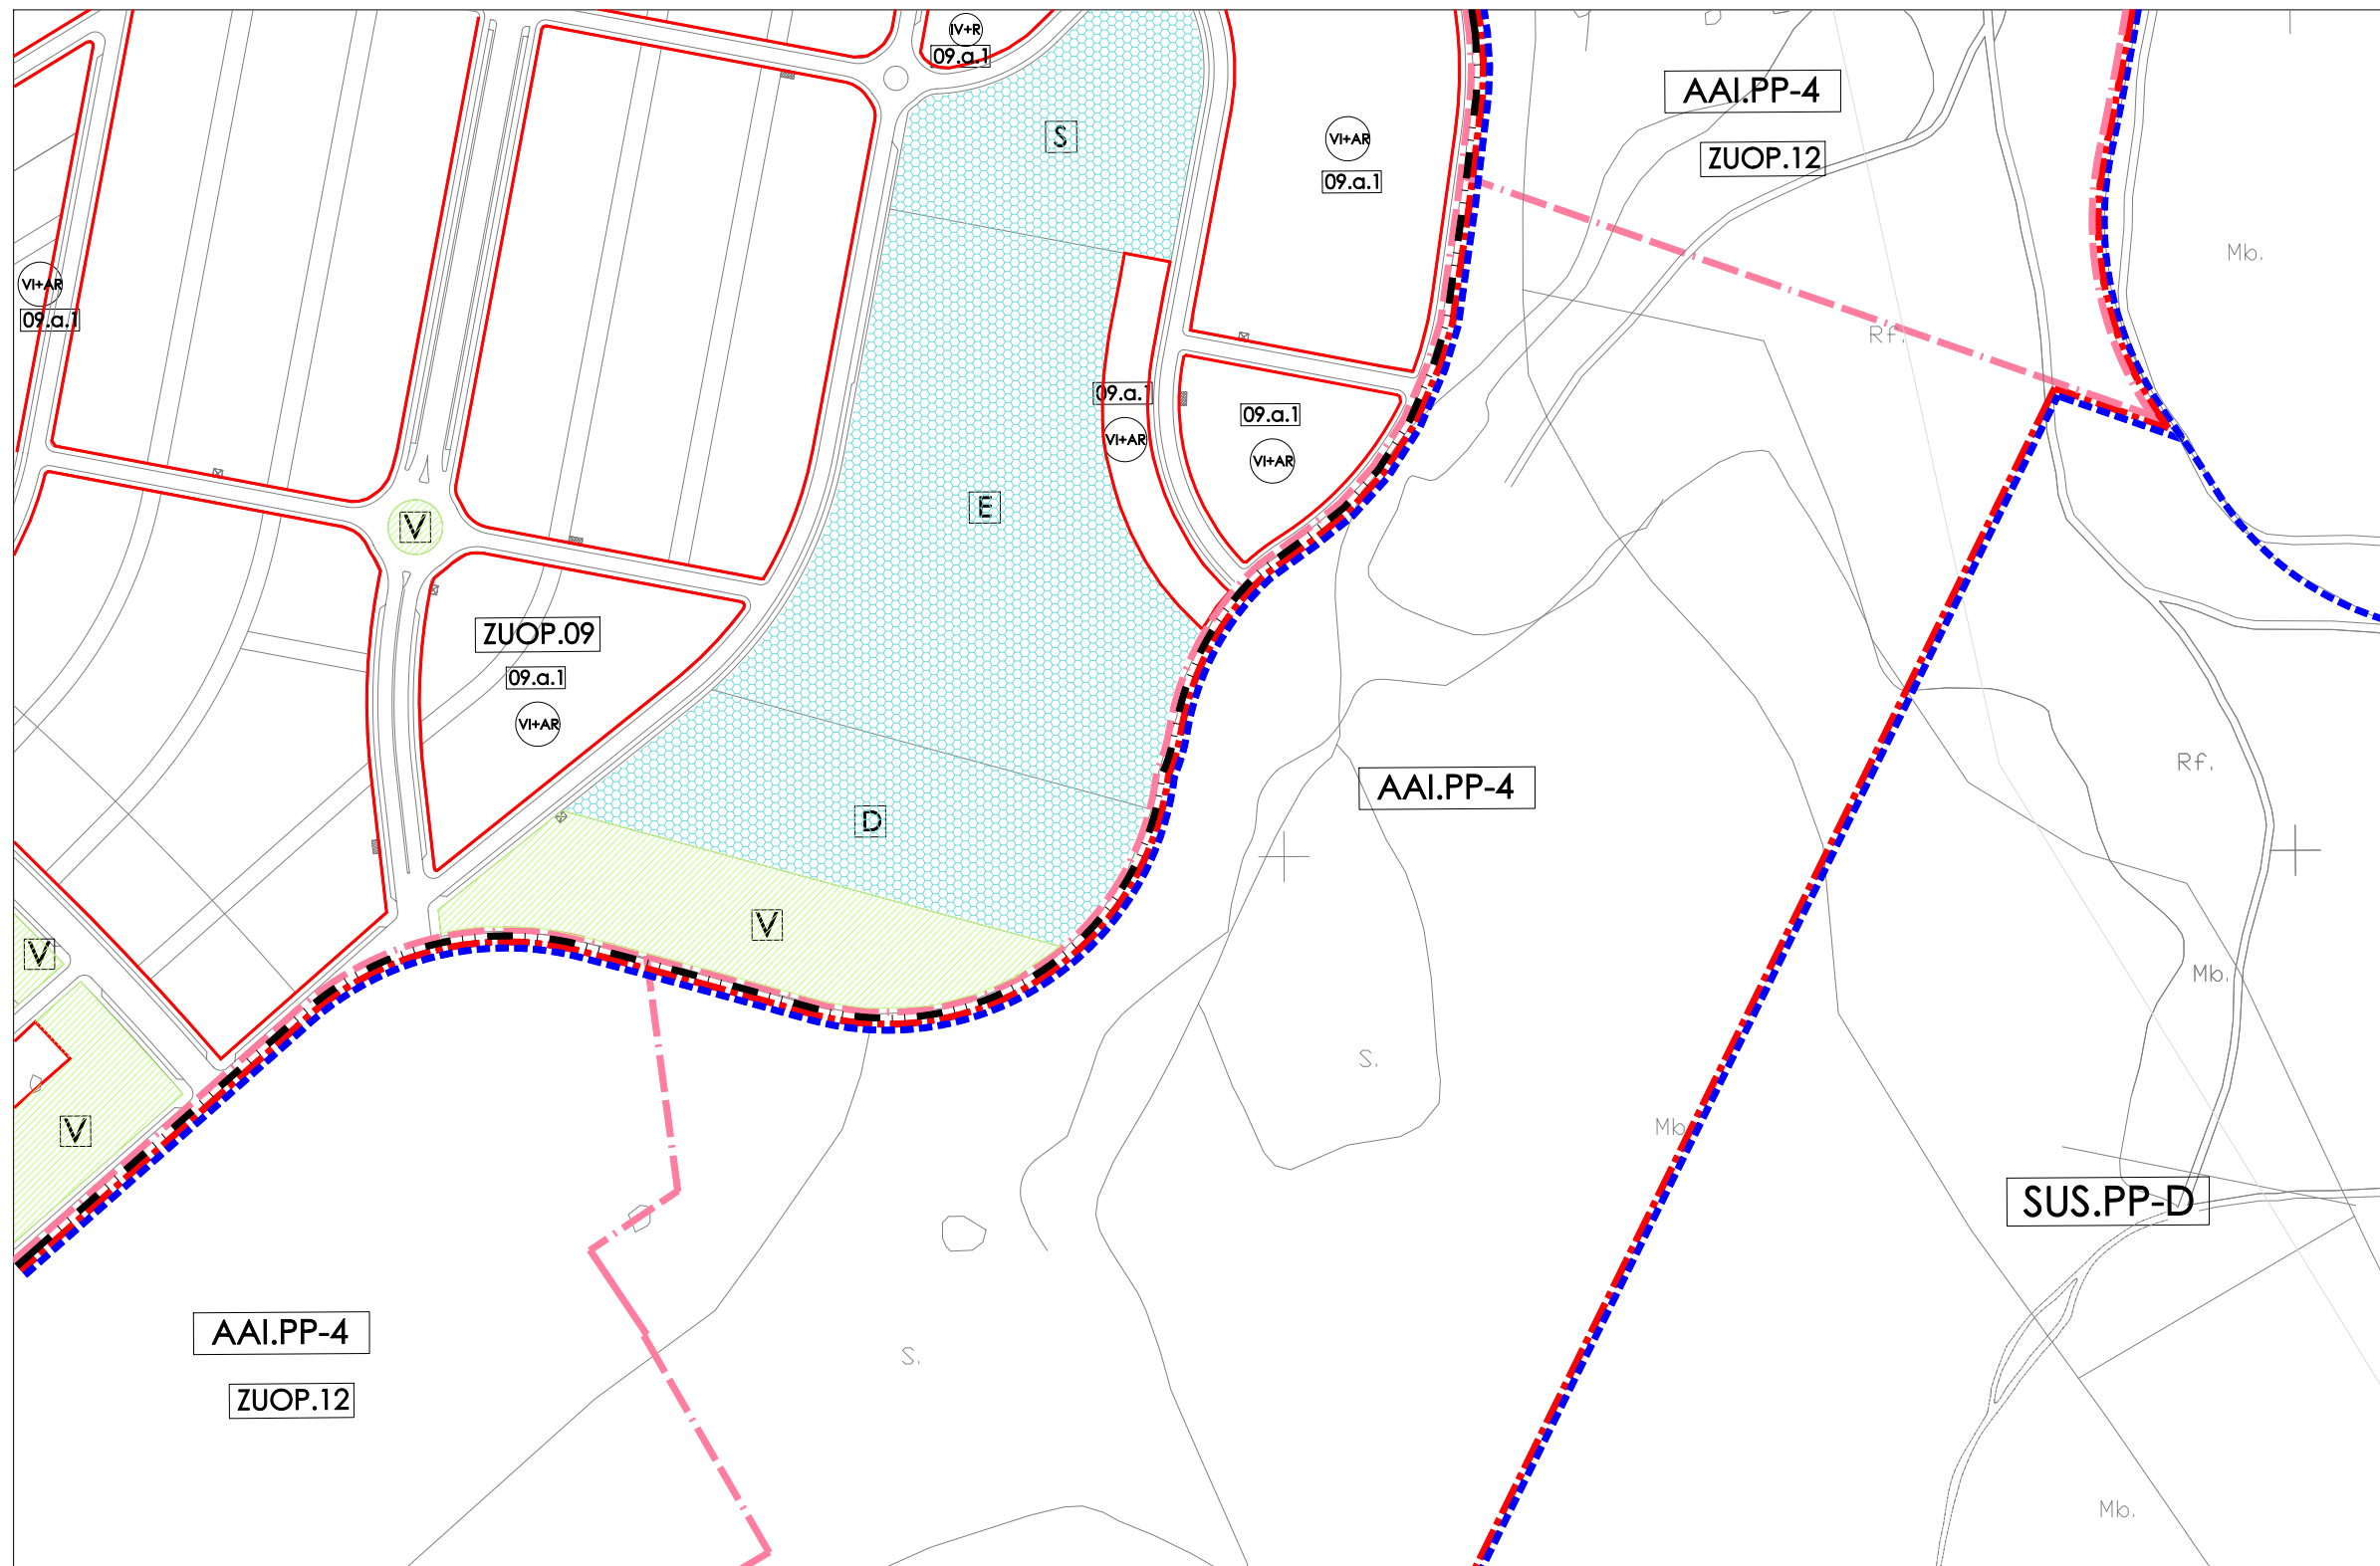 IV+R
09.a.1
AAI.PP-4
ZUOP.12
S
VI+AR
09.a.1
Mb.
VI+AR
09.a.1
Rf.
09.a.1
VI+AR
09.a.1
VI+AR
E
V
ZUOP.09
09.a.1
VI+AR
Rf.
AAI.PP-4
D
V
V
Mb.
S.
V
Mb.
SUS.PP-D
AAI.PP-4
S.
ZUOP.12
Mb.